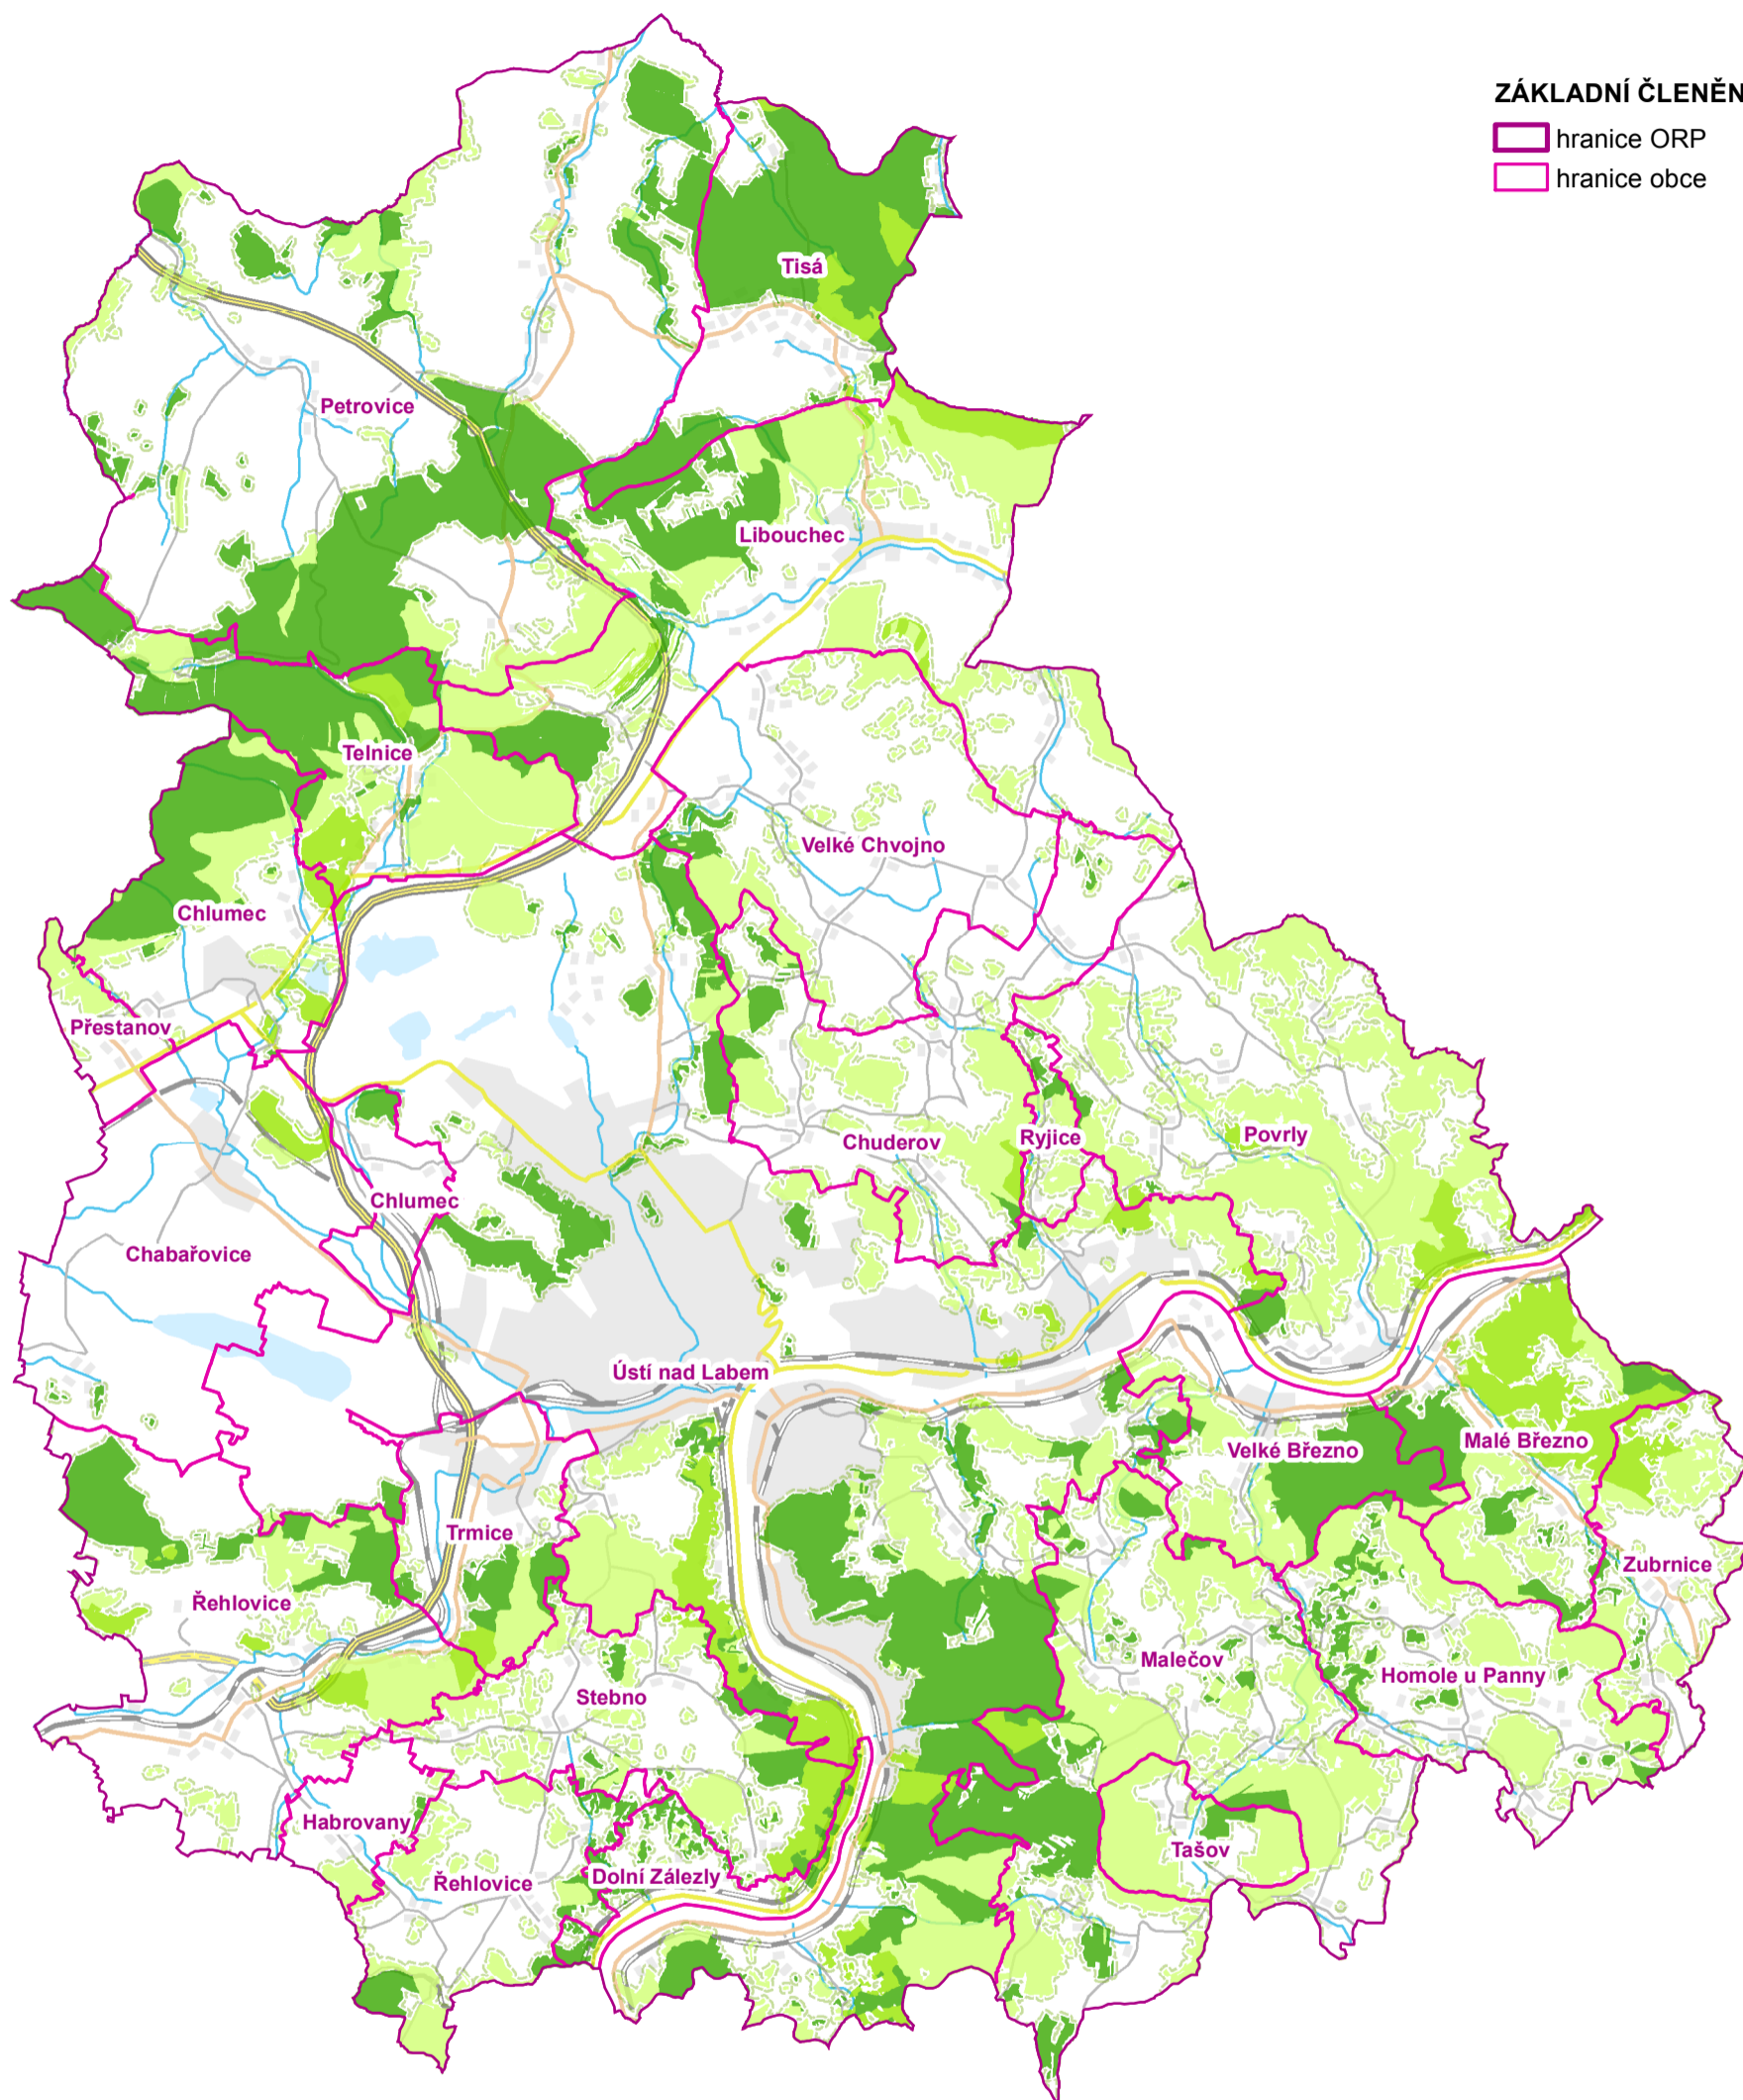 ZÁKLADNÍ ČLENĚN
hranice ORP
hranice obce
Tisá
Petrovice
Libouchec
Telnice
Velké Chvojno
Chlumec
Přestanov
Chuderov
Ryjice
Povrly
Chlumec
Chabařovice
Ústí nad Labem
Velké Březno
Malé Březno
Trmice
Zubrnice
Řehlovice
Malečov
Homole u Panny
Stebno
Habrovany
Tašov
Dolní Zálezly
Řehlovice